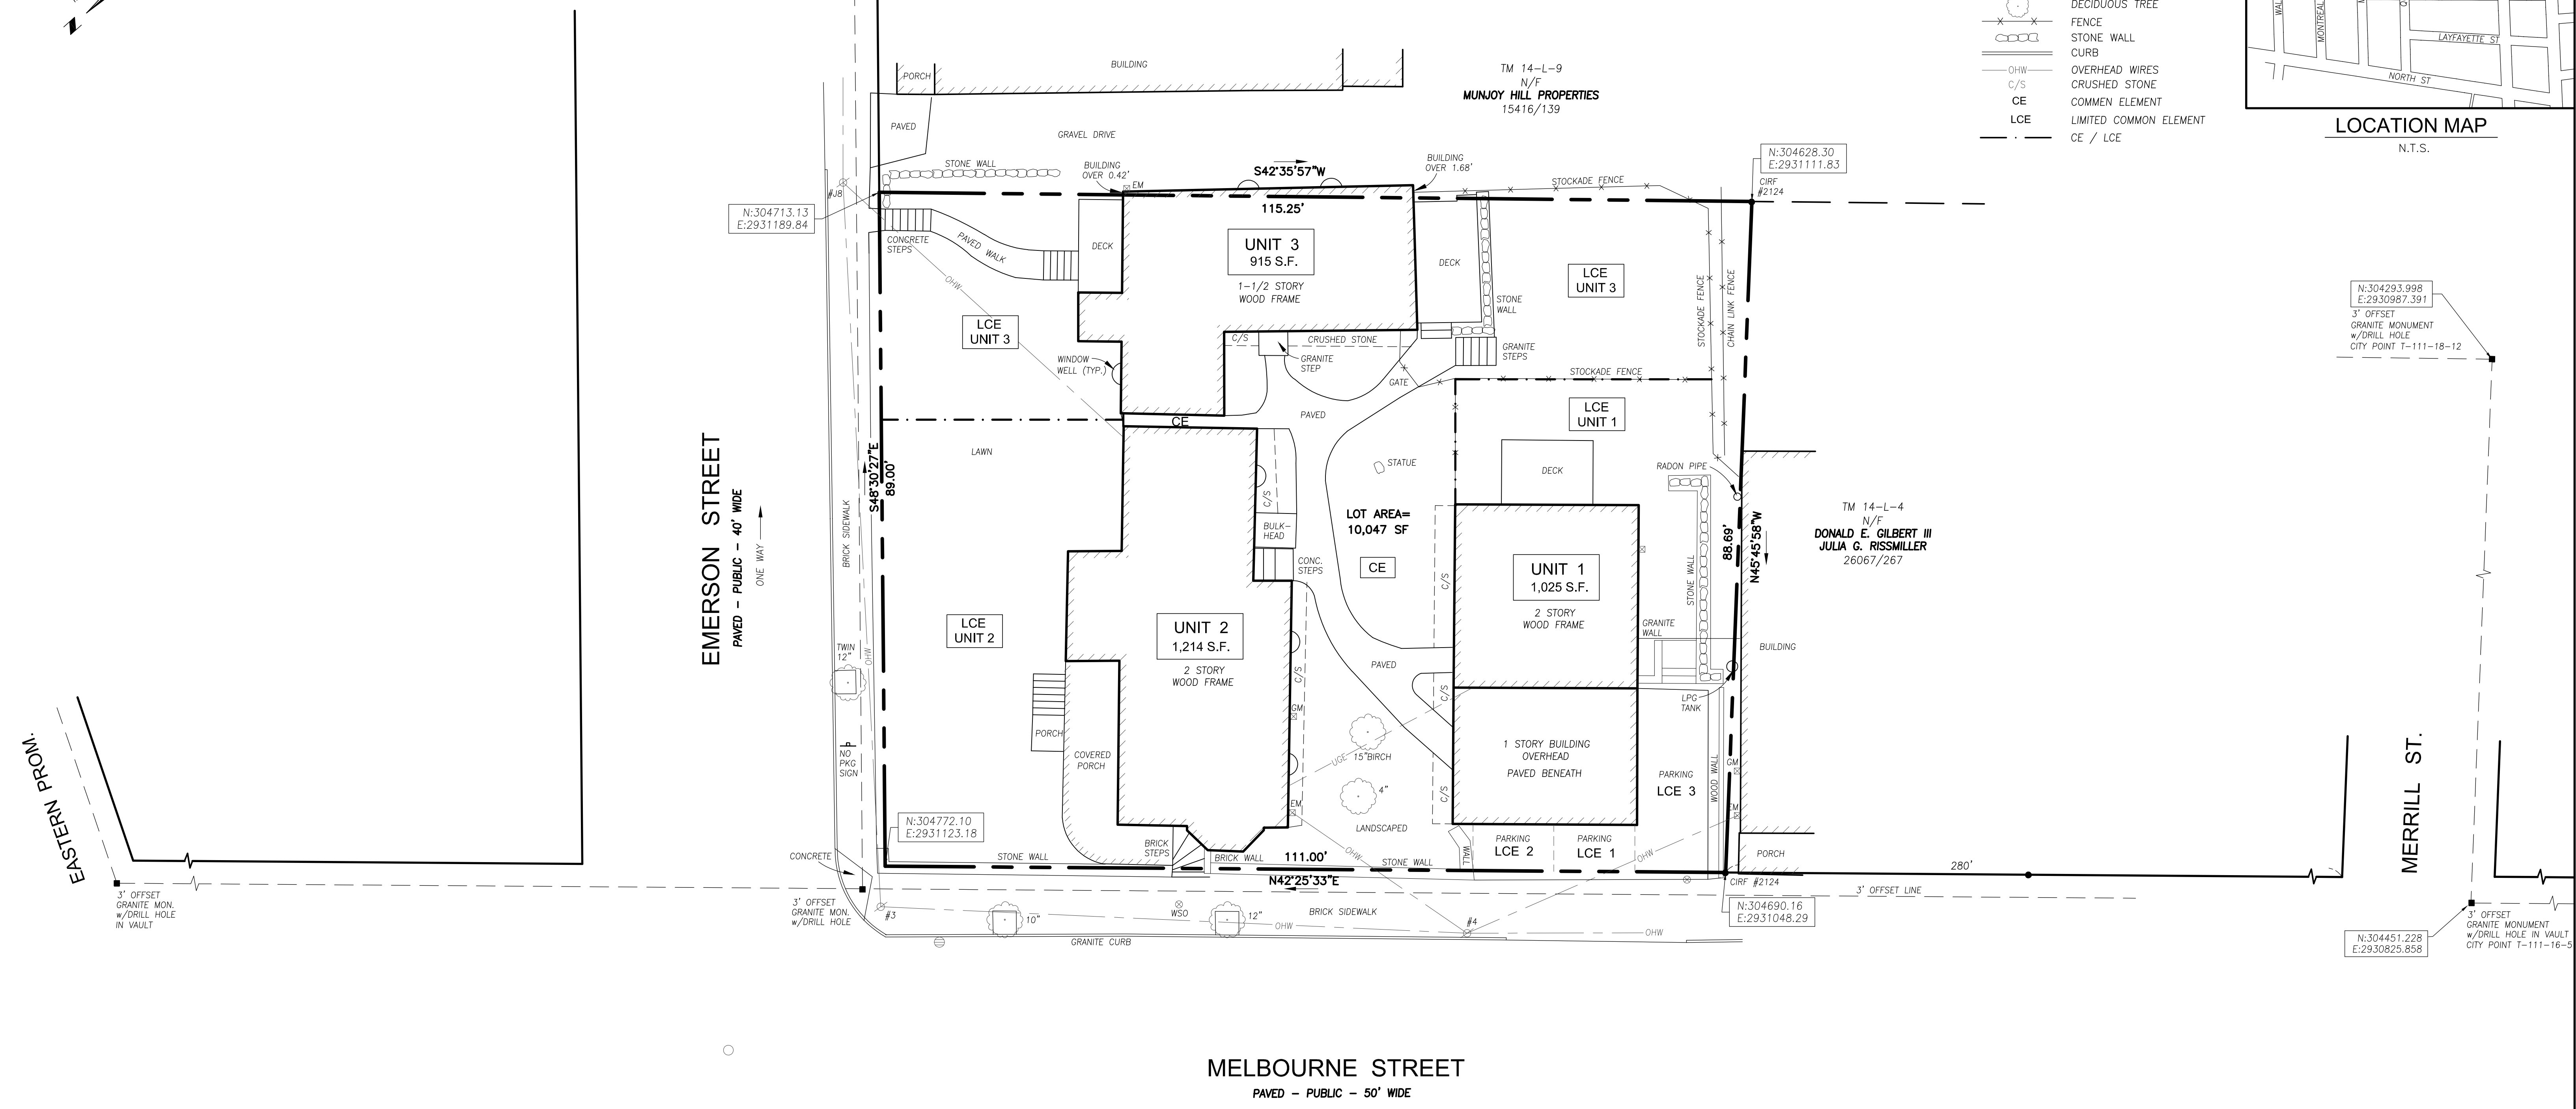 N
DECIDUOUS TREE
FENCE
STONE WALL
CURB
OHW
OVERHEAD WIRES
C/S
CRUSHED STONE
CE
COMMEN ELEMENT
LCE
LIMITED COMMON ELEMENT
CE / LCE
MONTREAL
LAYFAYETTE ST
NORTH ST
LOCATION MAP
N.T.S.
PORCH
BUILDING
TM 14-L-9
N/F
MUNJOY HILL PROPERTIES
15416/139
PAVED
GRAVEL DRIVE
STONE WALL
BUILDING
OVER 0.42'
EM
S42°35'57"W
115.25'
BUILDING
OVER 1.68'
STOCKADE FENCE
N:304628.30
E:2931111.83
CIRF
#2124
#J8
N:304713.13
E:2931189.84
CONCRETE
STEPS
PAVED WALK
DECK
UNIT 3
915 S.F.
1-1/2 STORY
WOOD FRAME
DECK
STONE
WALL
LCE
UNIT 3
STOCKADE FENCE
CHAIN LINK FENCE
OHW
LCE
UNIT 3
WINDOW
WELL (TYP.)
C/S
CRUSHED STONE
GRANITE
STEP
GRANITE
STEPS
GATE
STOCKADE FENCE
N:304293.998
E:2930987.391
3' OFFSET
GRANITE MONUMENT
w/DRILL HOLE
CITY POINT T-111-18-12
CE
PAVED
LCE
UNIT 1
LAWN
STATUE
DECK
RADON PIPE
EMERSON STREET
PAVED - PUBLIC - 40' WIDE
ONE WAY
BRICK SIDEWALK
S48°30'27"E
89.00'
C/S
BULK-
HEAD
CONC.
STEPS
LOT AREA=
10,047 SF
CE
C/S
UNIT 1
1,025 S.F.
2 STORY
WOOD FRAME
STONE WALL
GRANITE
WALL
88.69'
N45°45'58"W
TM 14-L-4
N/F
DONALD E. GILBERT III
JULIA G. RISSMILLER
26067/267
BUILDING
LCE
UNIT 2
UNIT 2
1,214 S.F.
2 STORY
WOOD FRAME
TWIN
12"
OHW
C/S
PAVED
C/S
LPG
TANK
GM
PORCH
COVERED
PORCH
NO
PKG
SIGN
UGE
15"BIRCH
1 STORY BUILDING
OVERHEAD
PAVED BENEATH
PARKING
LCE 3
WOOD WALL
GM
EM
EM
4"
C/S
LANDSCAPED
N:304772.10
E:2931123.18
CONCRETE
STONE WALL
BRICK
STEPS
BRICK WALL
111.00'
N42°25'33"E
OHW
STONE WALL
WALL
PARKING
LCE 2
PARKING
LCE 1
OHW
PORCH
CIRF #2124
280'
3' OFFSET LINE
EASTERN PROM.
3' OFFSET
GRANITE MON.
w/DRILL HOLE
IN VAULT
3' OFFSET
GRANITE MON.
w/DRILL HOLE
#3
10"
WSO
12"
OHW
BRICK SIDEWALK
#4
OHW
GRANITE CURB
N:304690.16
E:2931048.29
MERRILL ST.
N:304451.228
E:2930825.858
3' OFFSET
GRANITE MONUMENT
w/DRILL HOLE IN VAULT
CITY POINT T-111-16-5
MELBOURNE STREET
PAVED - PUBLIC - 50' WIDE